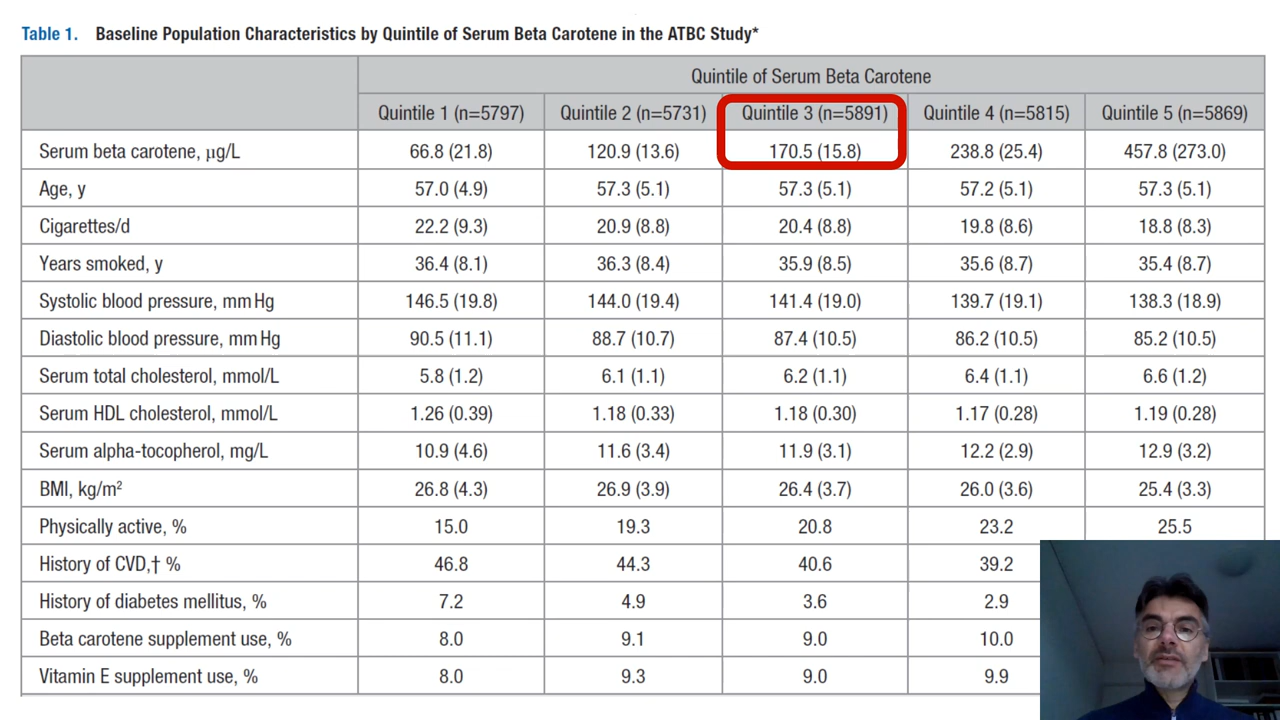 Table 1. Baseline Population Characteristics by Quintile of Serum Beta Carotene in the ATBC Study*
Quintile of Serum Beta Carotene
Quintile 1 (n=5797) Quintile 2 (n=5731) Quintile 3 (n=5891) Quintile 4 (n=5815) Quintile 5 (n=5869)
Serum beta carotene, µg/L 66.8 (21.8) 120.9 (13.6) 170.5 (15.8) 238.8 (25.4) 457.8 (273.0)
Age, y 57.0 (4.9) 57.3 (5.1) 57.3 (5.1) 57.2 (5.1) 57.3 (5.1)
Cigarettes/d 22.2 (9.3) 20.9 (8.8) 20.4 (8.8) 19.8 (8.6) 18.8 (8.3)
Years smoked, y 36.4 (8.1) 36.3 (8.4) 35.9 (8.5) 35.6 (8.7) 35.4 (8.7)
Systolic blood pressure, mm Hg 146.5 (19.8) 144.0 (19.4) 141.4 (19.0) 139.7 (19.1) 138.3 (18.9)
Diastolic blood pressure, mm Hg 90.5 (11.1) 88.7 (10.7) 87.4 (10.5) 86.2 (10.5) 85.2 (10.5)
Serum total cholesterol, mmol/L 5.8 (1.2) 6.1 (1.1) 6.2 (1.1) 6.4 (1.1) 6.6 (1.2)
Serum HDL cholesterol, mmol/L 1.26 (0.39) 1.18 (0.33) 1.18 (0.30) 1.17 (0.28) 1.19 (0.28)
Serum alpha-tocopherol, mg/L 10.9 (4.6) 11.6 (3.4) 11.9 (3.1) 12.2 (2.9) 12.9 (3.2)
BMI, kg/m² 26.8 (4.3) 26.9 (3.9) 26.4 (3.7) 26.0 (3.6) 25.4 (3.3)
Physically active, % 15.0 19.3 20.8 23.2 25.5
History of CVD,† % 46.8 44.3 40.6 39.2
History of diabetes mellitus, % 7.2 4.9 3.6 2.9
Beta carotene supplement use, % 8.0 9.1 9.0 10.0
Vitamin E supplement use, % 8.0 9.3 9.0 9.9